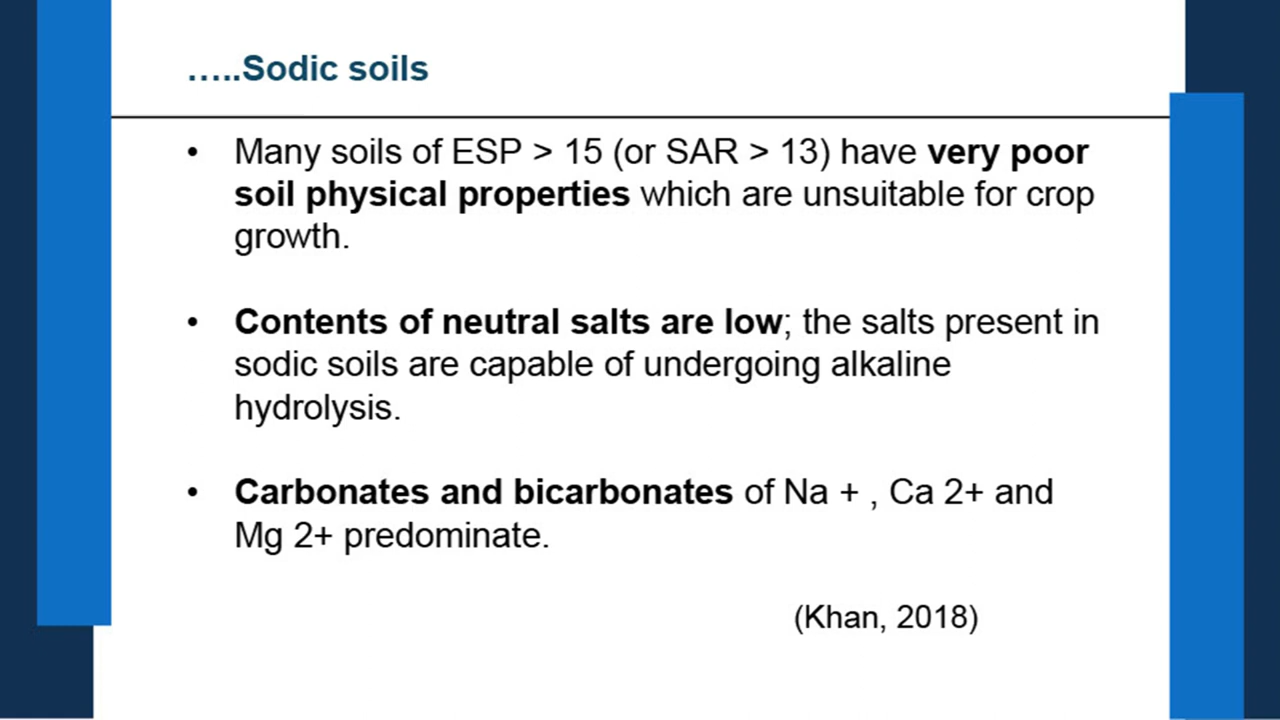 …..Sodic soils
• Many soils of ESP > 15 (or SAR > 13) have very poor
soil physical properties which are unsuitable for crop
growth.
• Contents of neutral salts are low; the salts present in
sodic soils are capable of undergoing alkaline
hydrolysis.
• Carbonates and bicarbonates of Na + , Ca 2+ and
Mg 2+ predominate.
(Khan, 2018)